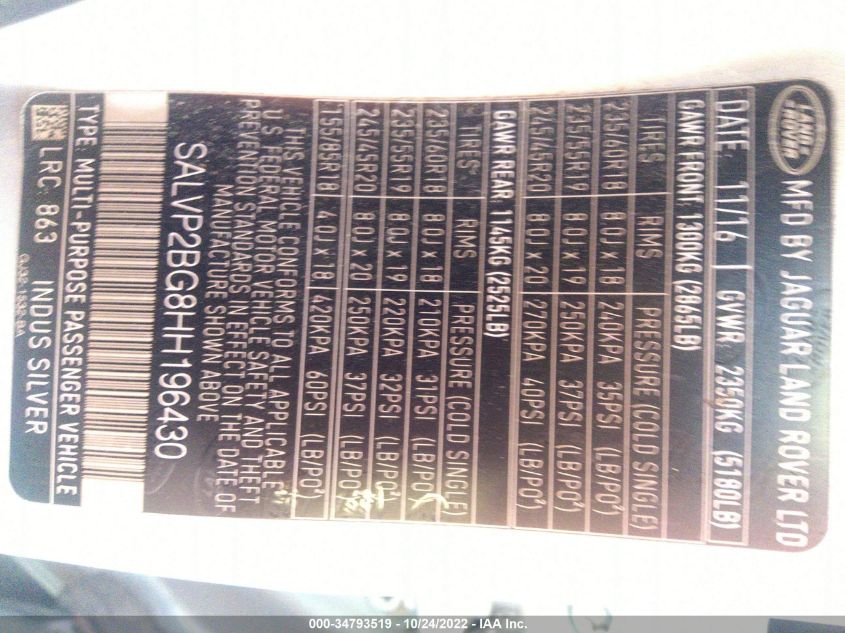 LAND ROVER
MFD BY JAGUAR LAND ROVER LTD
DATE 11/16 GVWR 2350KG (5180LB)
GAWR FRONT 1300KG (2865LB)
TIRES RIMS PRESSURE (COLD SINGLE)
235/60R18 8.0J x 18 240KPA 35PSI (LB/PO²)
235/55R19 8.0J x 19 250KPA 37PSI (LB/PO²)
245/45R20 8.0J x 20 270KPA 40PSI (LB/PO²)
GAWR REAR 1145KG (2525LB)
TIRES RIMS PRESSURE (COLD SINGLE)
235/60R18 8.0J x 18 210KPA 31PSI (LB/PO²)
235/55R19 8.0J x 19 220KPA 32PSI (LB/PO²)
245/45R20 8.0J x 20 250KPA 37PSI (LB/PO²)
T155/85R18 4.0J x 18 420KPA 60PSI (LB/PO²)
THIS VEHICLE CONFORMS TO ALL APPLICABLE
U.S. FEDERAL MOTOR VEHICLE SAFETY AND THEFT
PREVENTION STANDARDS IN EFFECT ON THE DATE OF
MANUFACTURE SHOWN ABOVE
SALVP2BG8HH196430
TYPE MULTI-PURPOSE PASSENGER VEHICLE
LRC 863 INDUS SILVER
000-34793519 - 10/24/2022 - IAA Inc.